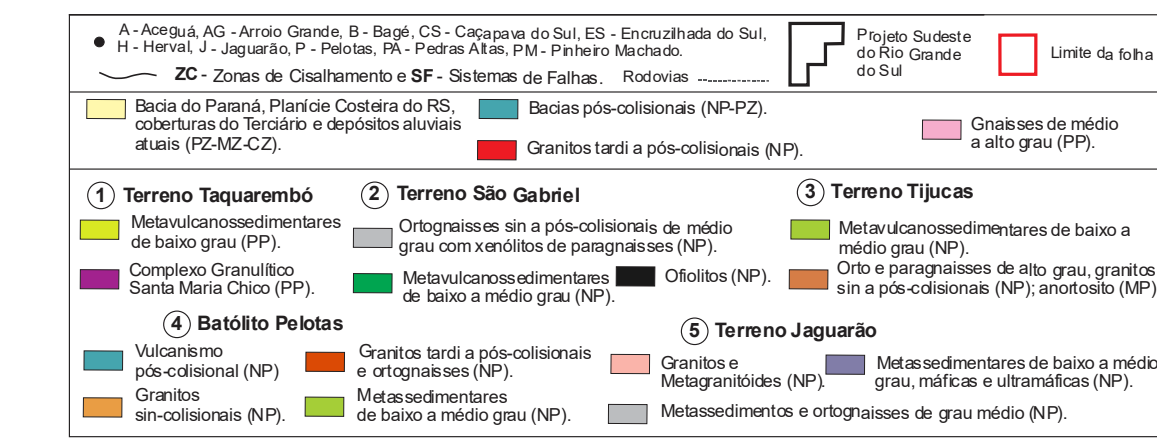 A - Aceguá, AG - Arroio Grande, B - Bagé, CS - Caçapava do Sul, ES - Encruzilhada do Sul,
H - Herval, J - Jaguarão, P - Pelotas, PA - Pedras Altas, PM - Pinheiro Machado.
ZC - Zonas de Cisalhamento e SF - Sistemas de Falhas. Rodovias
Projeto Sudeste
do Rio Grande
do Sul
Limite da folha
Bacia do Paraná, Planície Costeira do RS,
coberturas do Terciário e depósitos aluviais
atuais (PZ-MZ-CZ).
Bacias pós-colisionais (NP-PZ).
Granitos tardi a pós-colisionais (NP).
Gnaisses de médio
a alto grau (PP).
1 Terreno Taquarembó
Metavulcanossedimentares
de baixo grau (PP).
Complexo Granulítico
Santa Maria Chico (PP).
2 Terreno São Gabriel
Ortognaisses sin a pós-colisionais de médio
grau com xenólitos de paragnaisses (NP).
Metavulcanossedimentares
de baixo a médio grau (NP).
Ofiolitos (NP).
3 Terreno Tijucas
Metavulcanossedimentares de baixo a
médio grau (NP).
Orto e paragnaisses de alto grau, granitos
sin a pós-colisionais (NP); anortosito (MP)
4 Batólito Pelotas
Vulcanismo
pós-colisional (NP)
Granitos
sin-colisionais (NP).
Granitos tardi a pós-colisionais
e ortognaisses (NP).
Metassedimentares
de baixo a médio grau (NP).
5 Terreno Jaguarão
Granitos e
Metagranitóides (NP).
Metassedimentares de baixo a médio
grau, máficas e ultramáficas (NP).
Metassedimentos e ortognaisses de grau médio (NP).